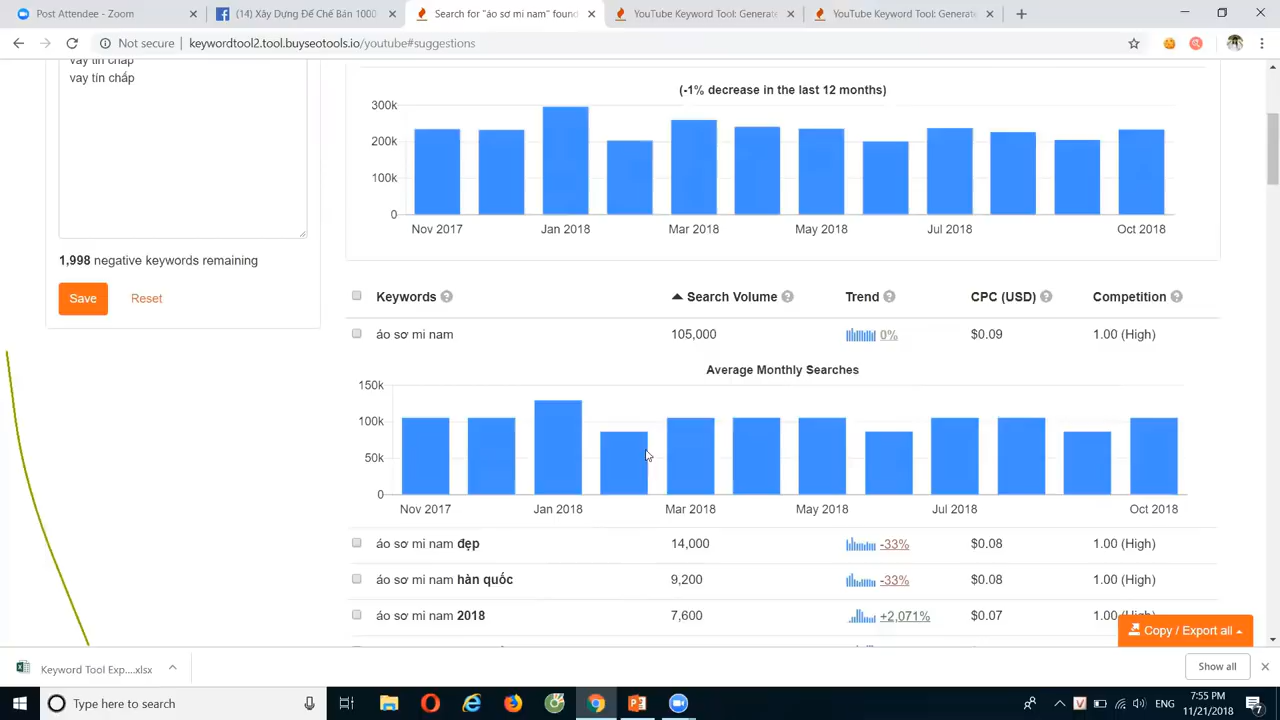 Post Attendee - Zoom
(14) Xây Dựng Đế Chế Bán 1000
Search for "áo sơ mi nam" found
YouTube Keyword Tool: Generate
YouTube Keyword Tool: Generate
Not secure | keywordtool2.tool.buyseotools.io/youtube#suggestions
vay tín chấp
vay tín chấp
1,998 negative keywords remaining
Save Reset
(-1% decrease in the last 12 months)
300k
200k
100k
0
Nov 2017 Jan 2018 Mar 2018 May 2018 Jul 2018 Oct 2018
Keywords ? Search Volume ? Trend ? CPC (USD) ? Competition ?
áo sơ mi nam 105,000 0% $0.09 1.00 (High)
Average Monthly Searches
150k
100k
50k
0
Nov 2017 Jan 2018 Mar 2018 May 2018 Jul 2018 Oct 2018
áo sơ mi nam đẹp 14,000 -33% $0.08 1.00 (High)
áo sơ mi nam hàn quốc 9,200 -33% $0.08 1.00 (High)
áo sơ mi nam 2018 7,600 +2,071% $0.07 1.00 (High)
Copy / Export all
Keyword Tool Exp....xlsx
Show all
Type here to search
ENG
7:55 PM
11/21/2018
7